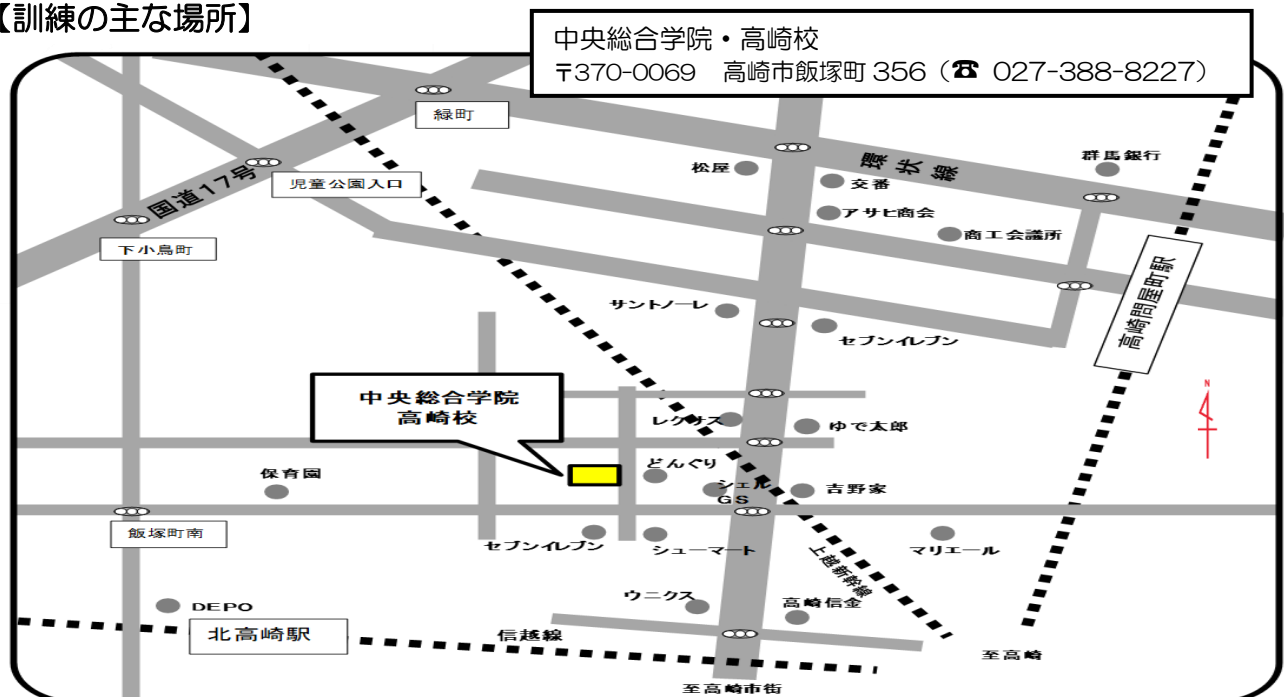 【訓練の主な場所】
中央総合学院・高崎校
〒370-0069 高崎市飯塚町 356（☎ 027-388-8227）
緑町
松屋
環状線
群馬銀行
交番
児童公園入口
国道17号
アサヒ商会
商工会議所
下小鳥町
高崎問屋町駅
サントノーレ
セブンイレブン
中央総合学院
高崎校
N
レクサス
ゆで太郎
保育園
どんぐり
シェル
GS
吉野家
飯塚町南
セブンイレブン
シューマート
上越新幹線
マリエール
ウニクス
高崎信金
DEPO
北高崎駅
信越線
至高崎
至高崎市街